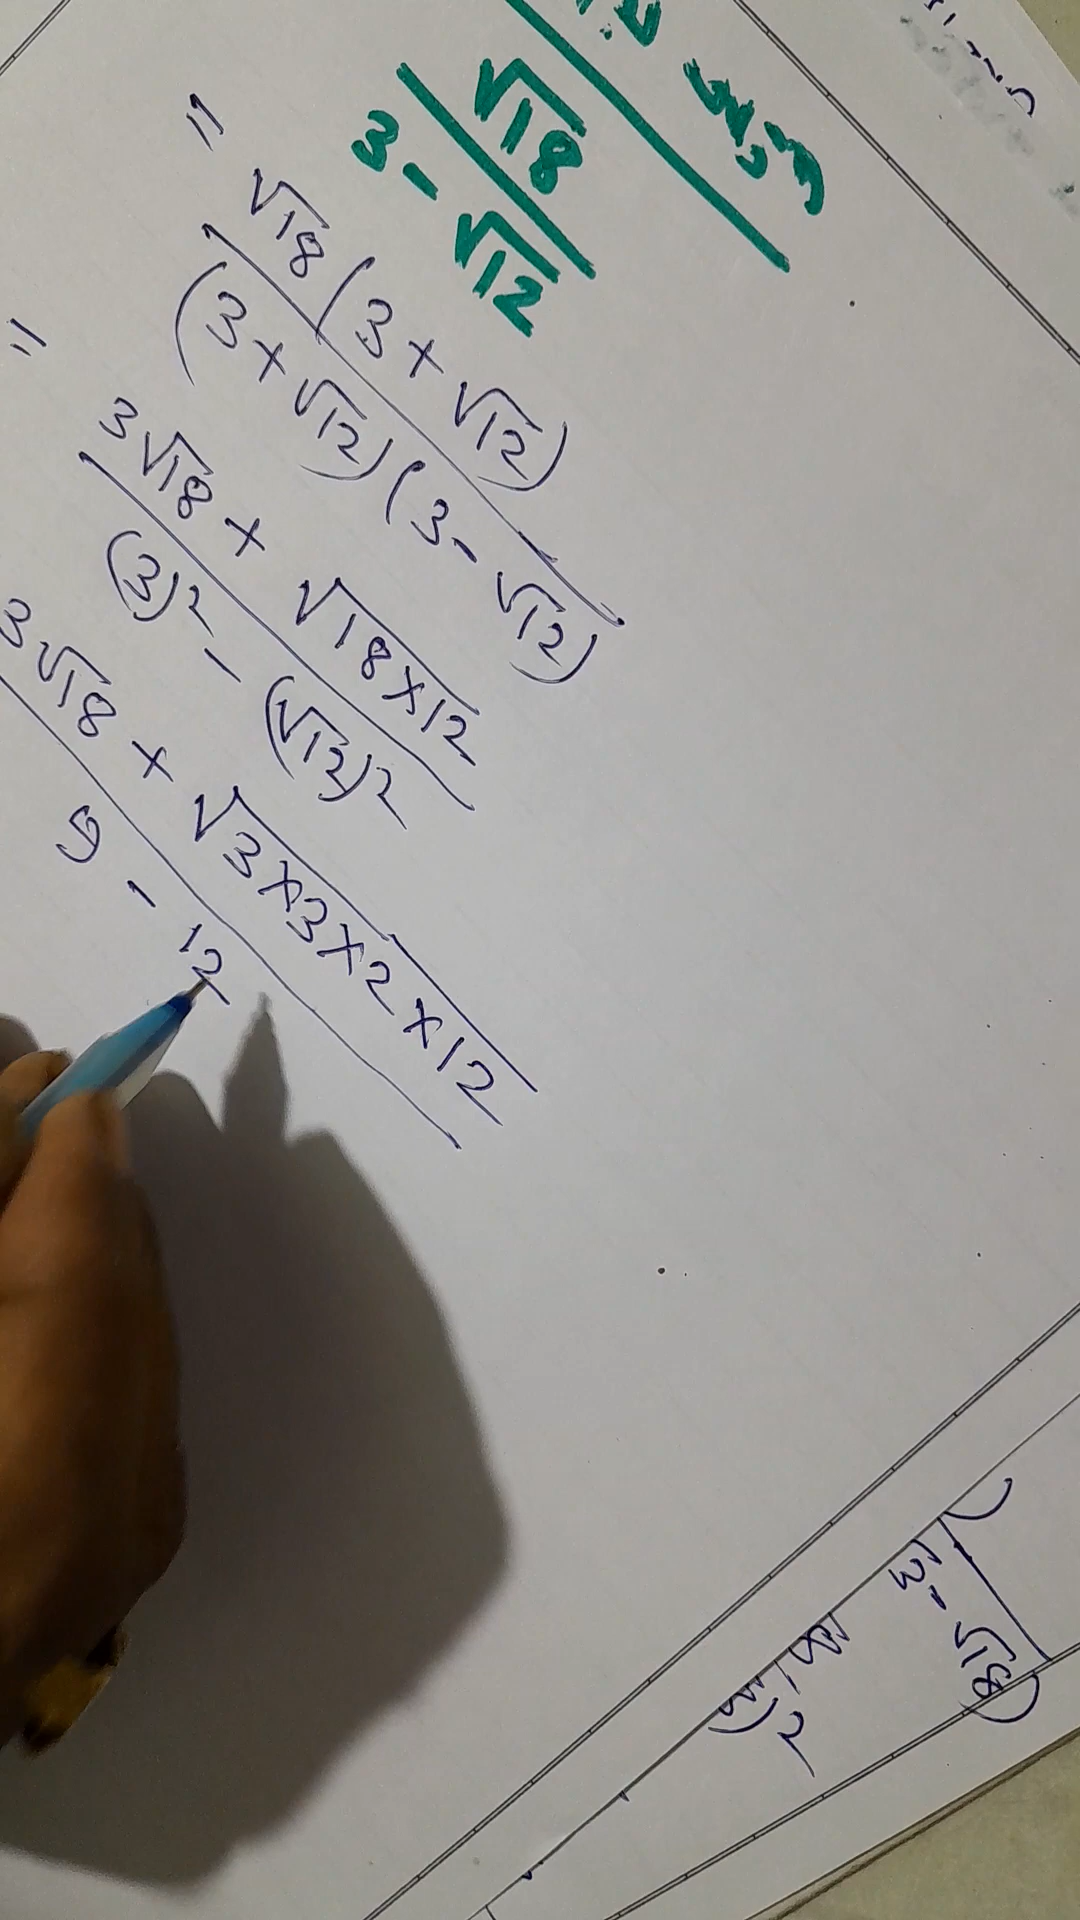 √18
3 - √12
= √18 (3 + √12)
(3 + √12) (3 - √12)
= 3√18 + √18×12
(3)² - (√12)²
3√18 + √3×3×2×12
9 - 12
3 - √18)